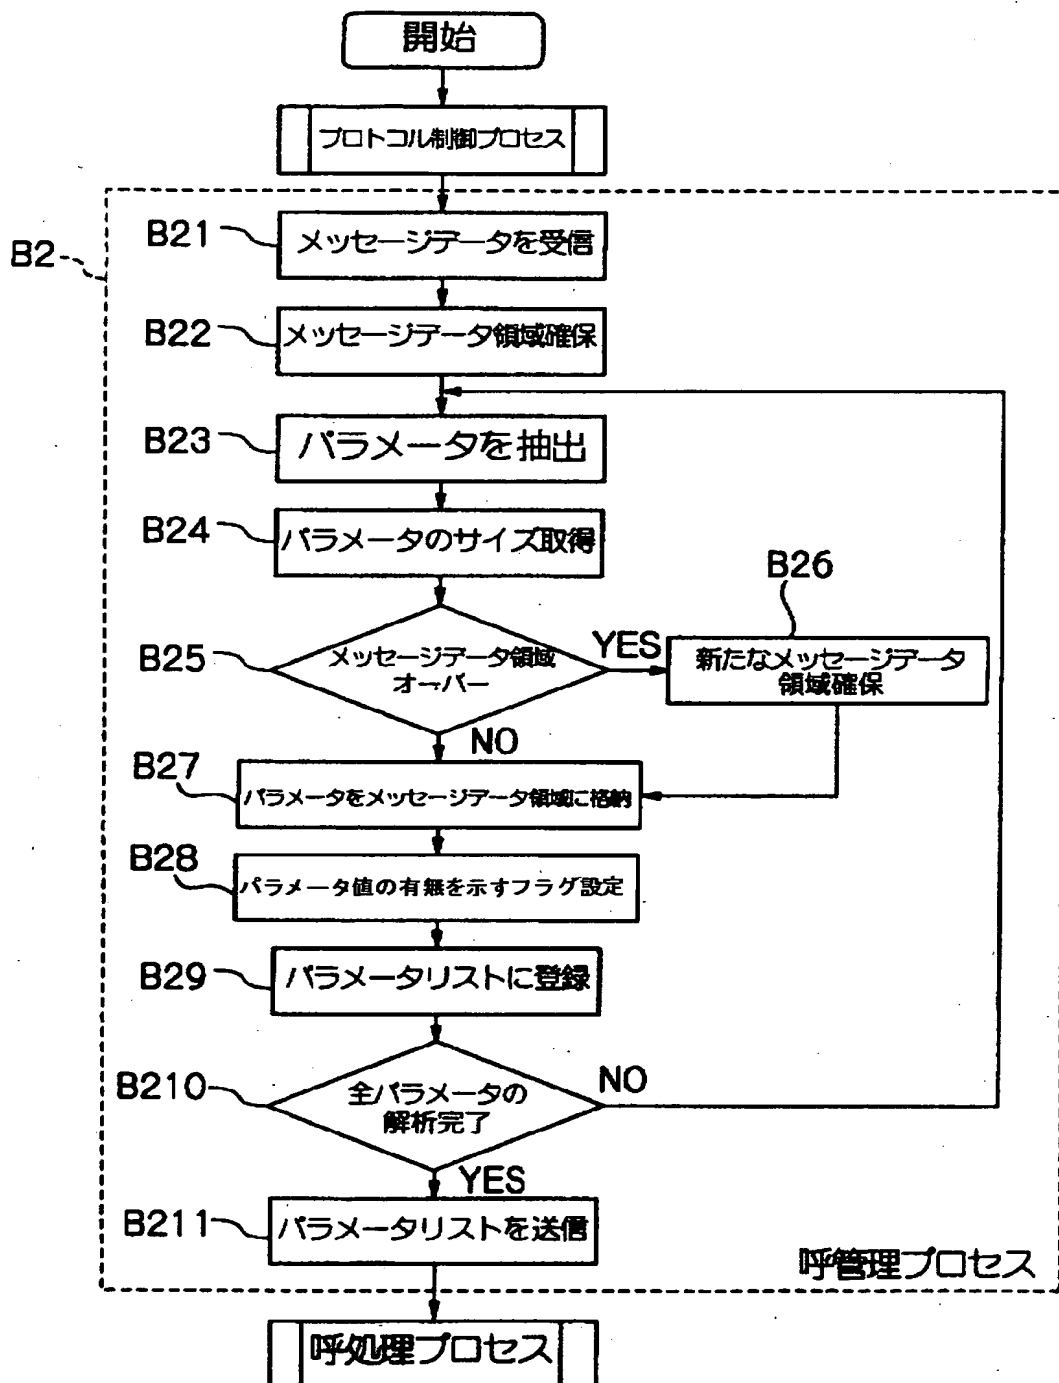 開始
プロトコル制御プロセス
B2
B21
メッセージデータを受信
B22
メッセージデータ領域確保
B23
パラメータを抽出
B24
パラメータのサイズ取得
B25
メッセージデータ領域
オーバー
YES
B26
新たなメッセージデータ
領域確保
NO
B27
パラメータをメッセージデータ領域に格納
B28
パラメータ値の有無を示すフラグ設定
B29
パラメータリストに登録
B210
全パラメータの
解析完了
NO
YES
B211
パラメータリストを送信
呼管理プロセス
呼処理プロセス